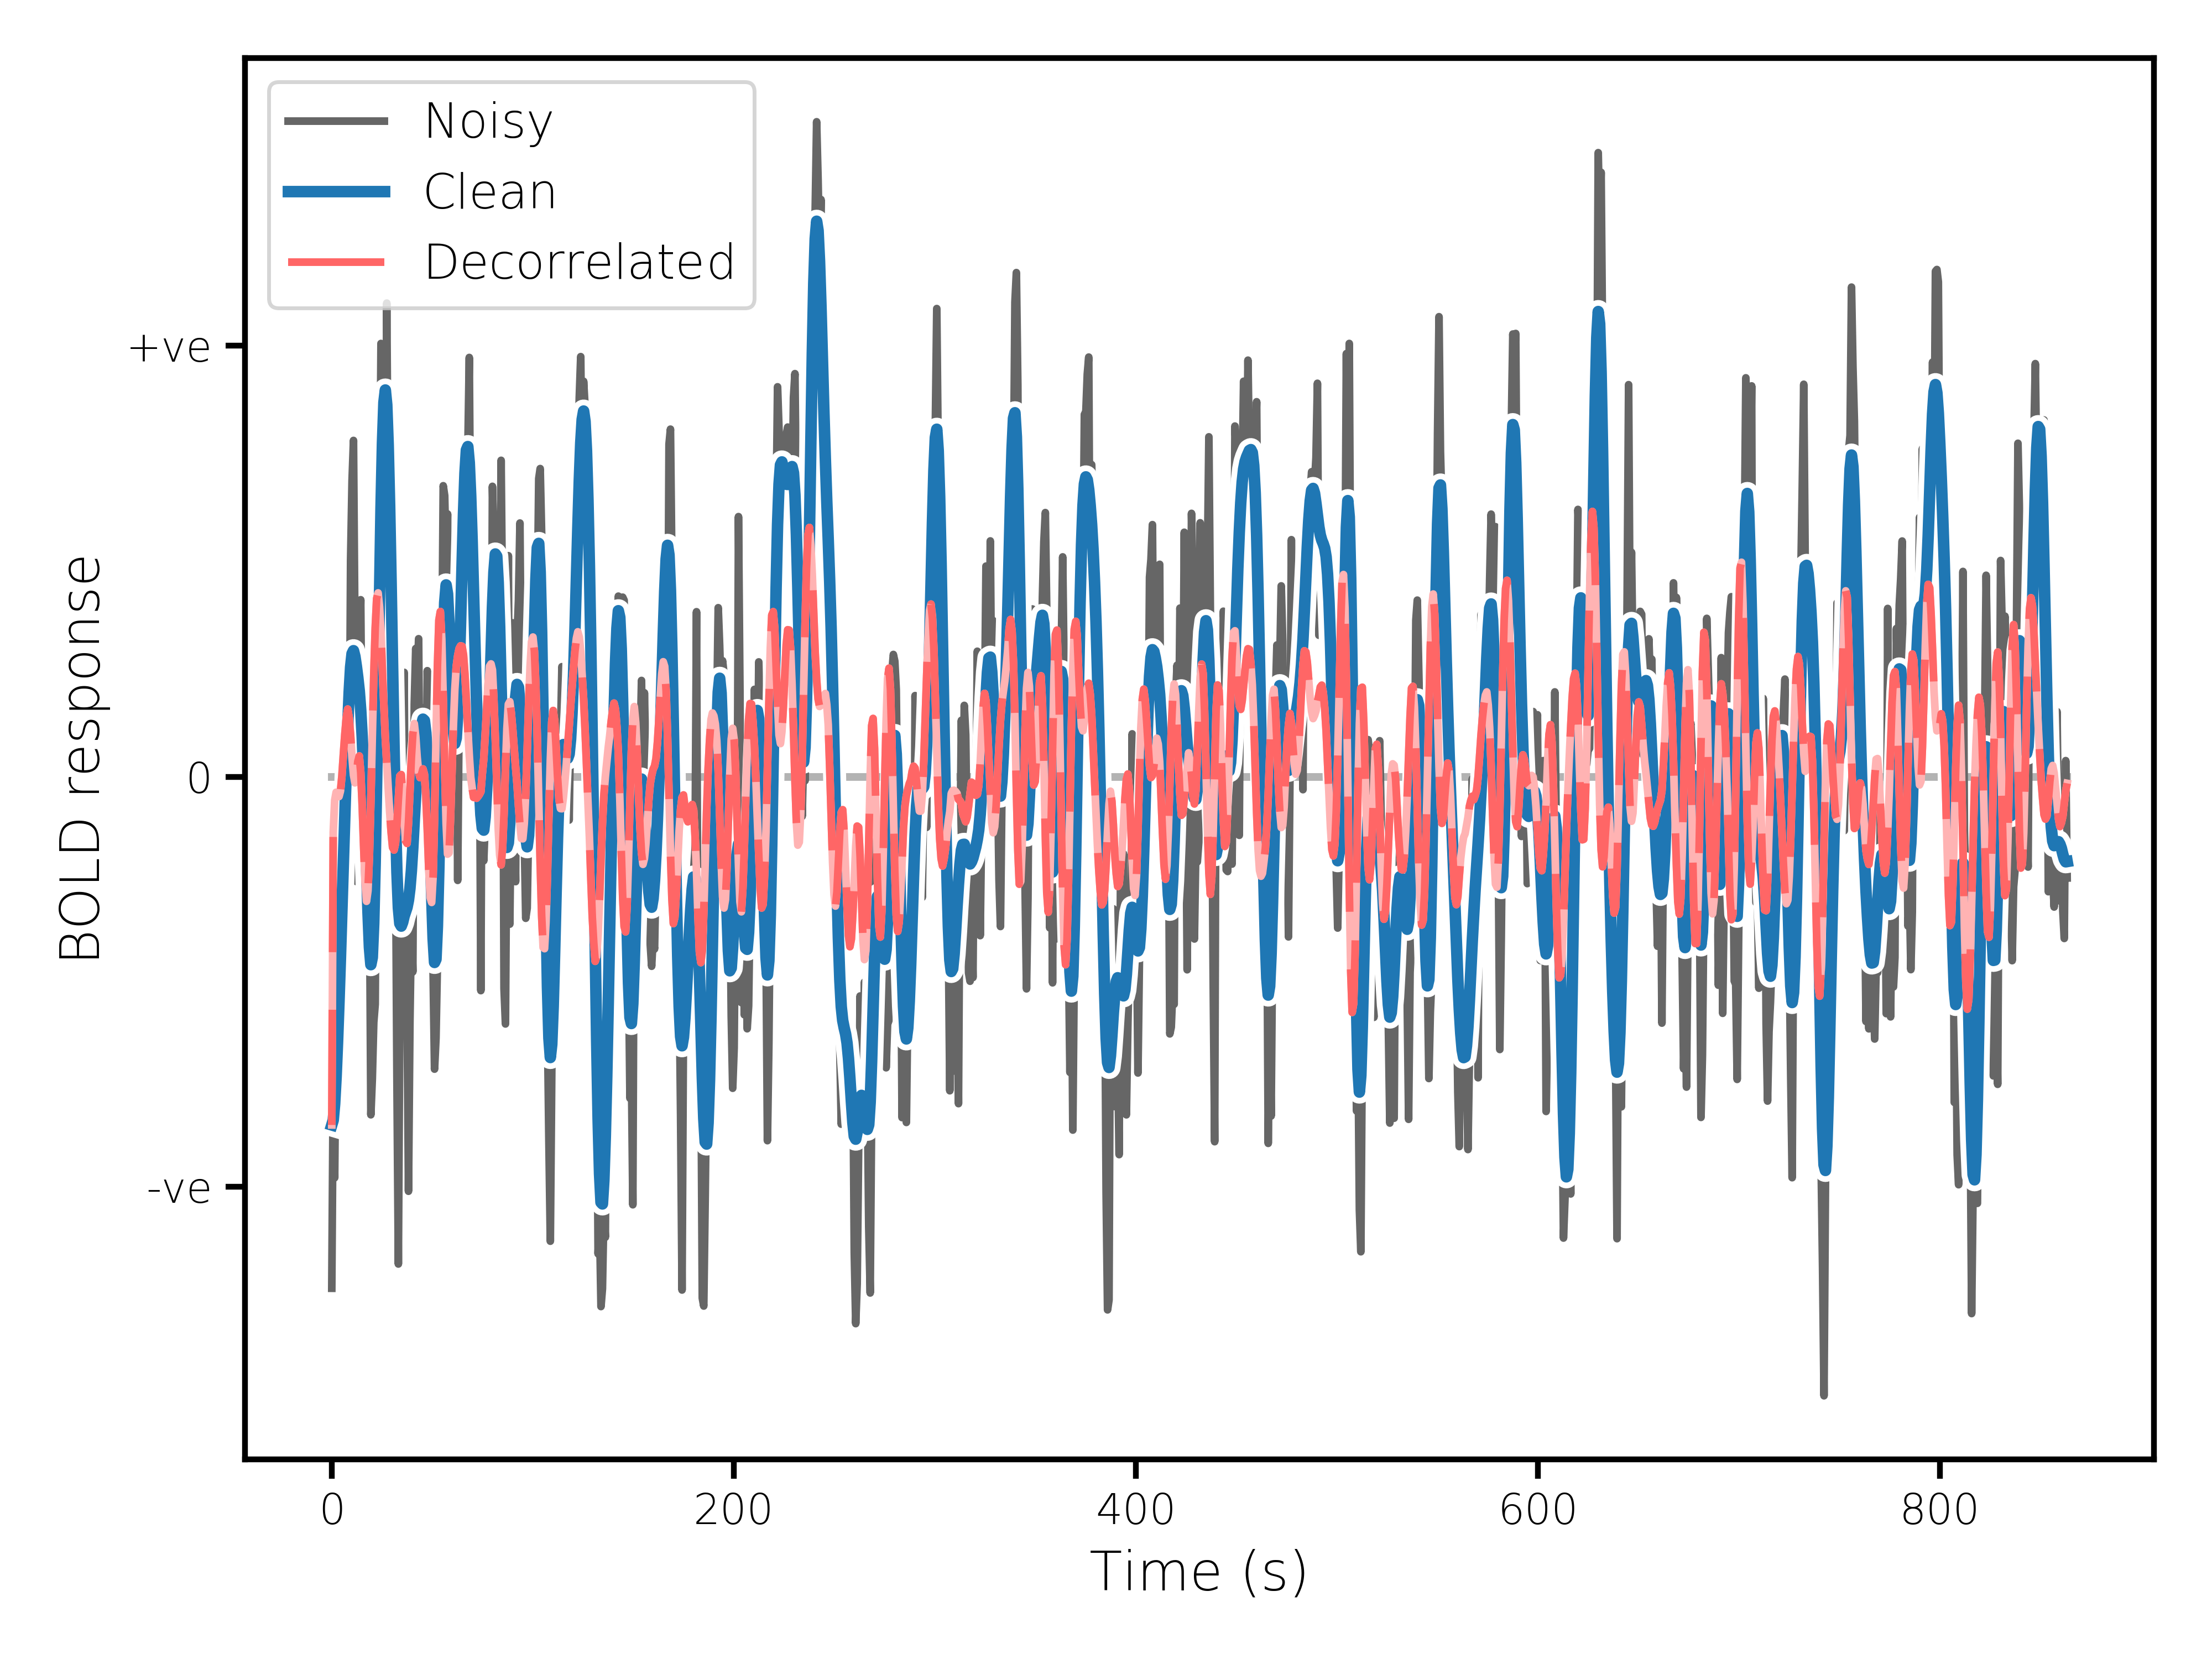 Noisy
Clean
Decorrelated
BOLD response
+ve
0
-ve
0 200 400 600 800
Time (s)